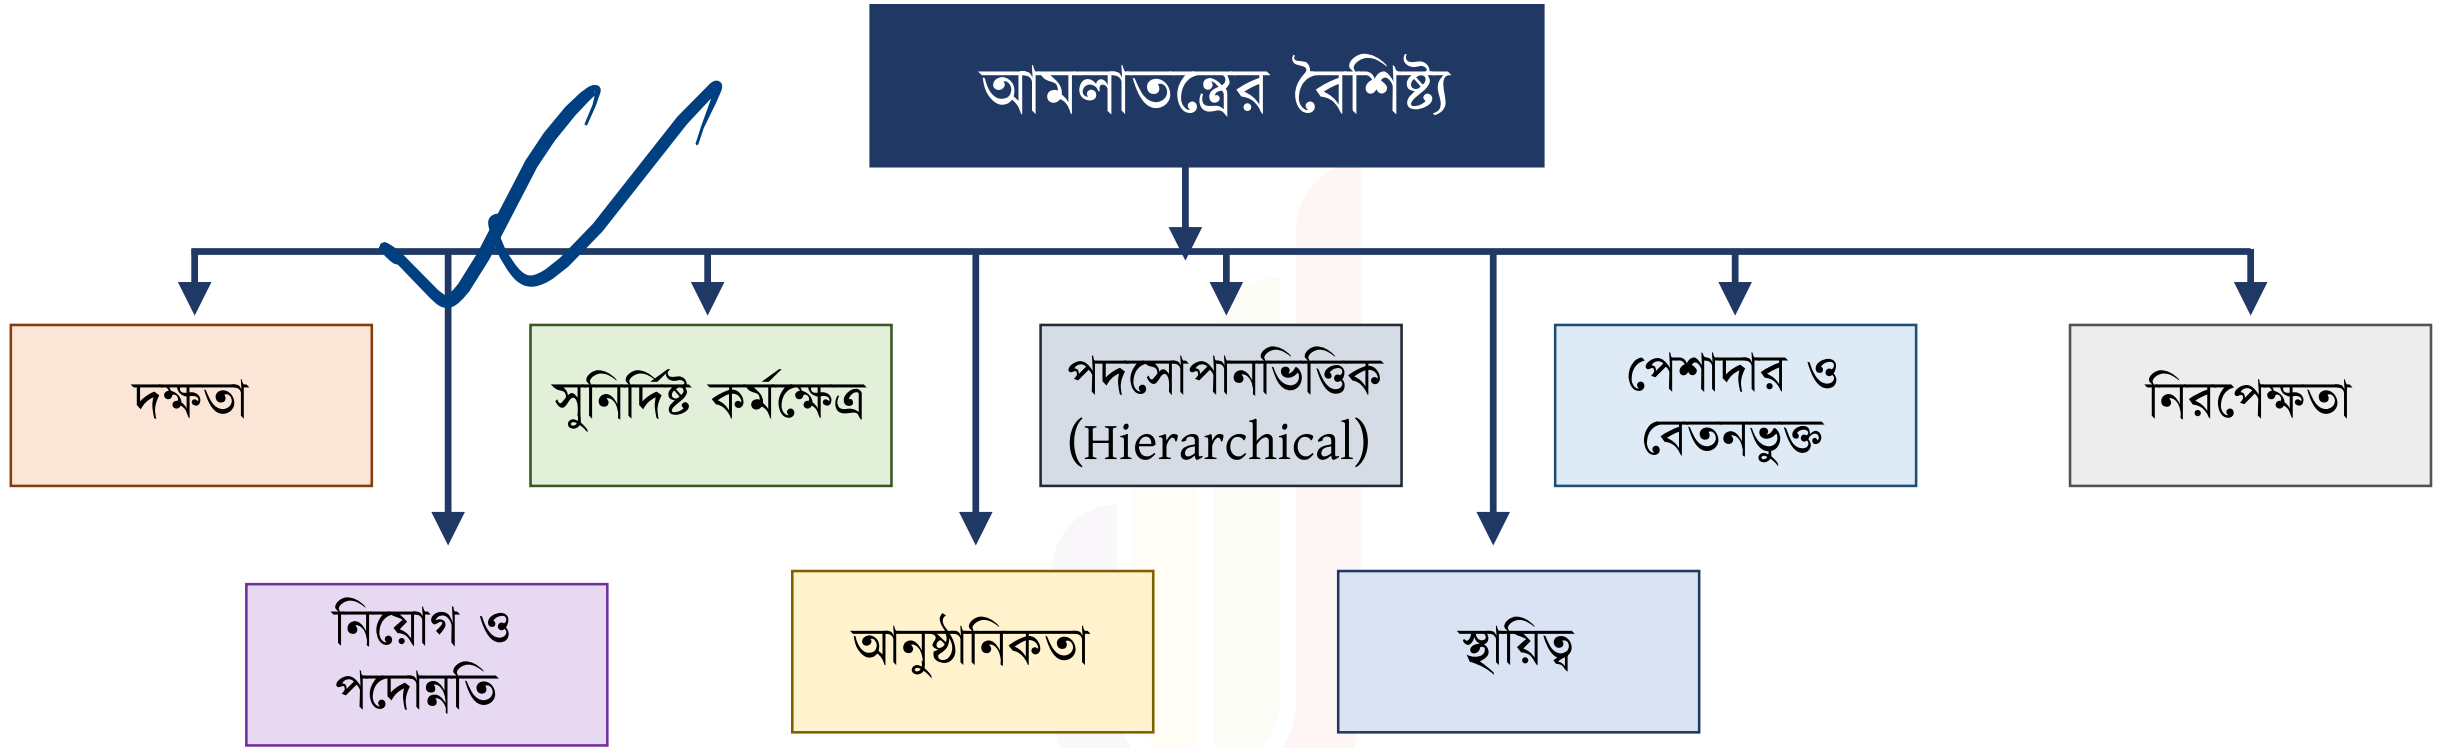 আমলাতন্ত্রের বৈশিষ্ট্য
দক্ষতা
সুনির্দিষ্ট কর্মক্ষেত্র
পদসোপানভিত্তিক
(Hierarchical)
পেশাদার ও
বেতনভুক্ত
নিরপেক্ষতা
নিয়োগ ও
পদোন্নতি
আনুষ্ঠানিকতা
স্থায়িত্ব